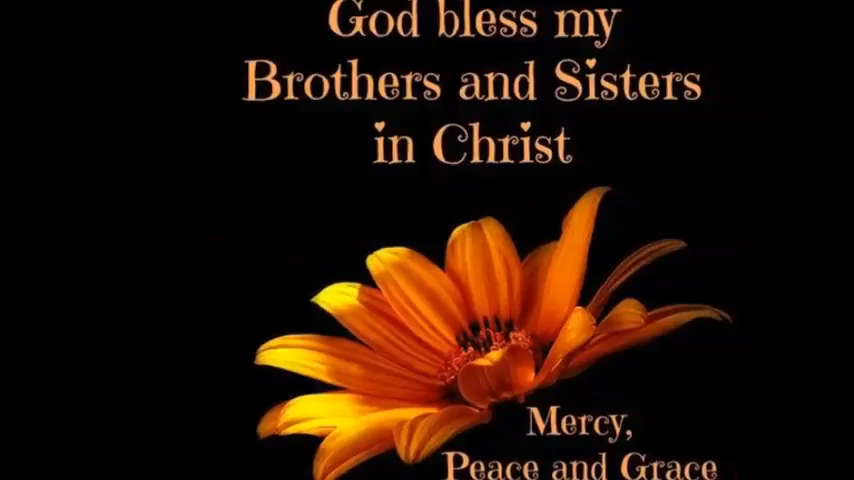 God bless my
Brothers and Sisters
in Christ
Mercy,
Peace and Grace